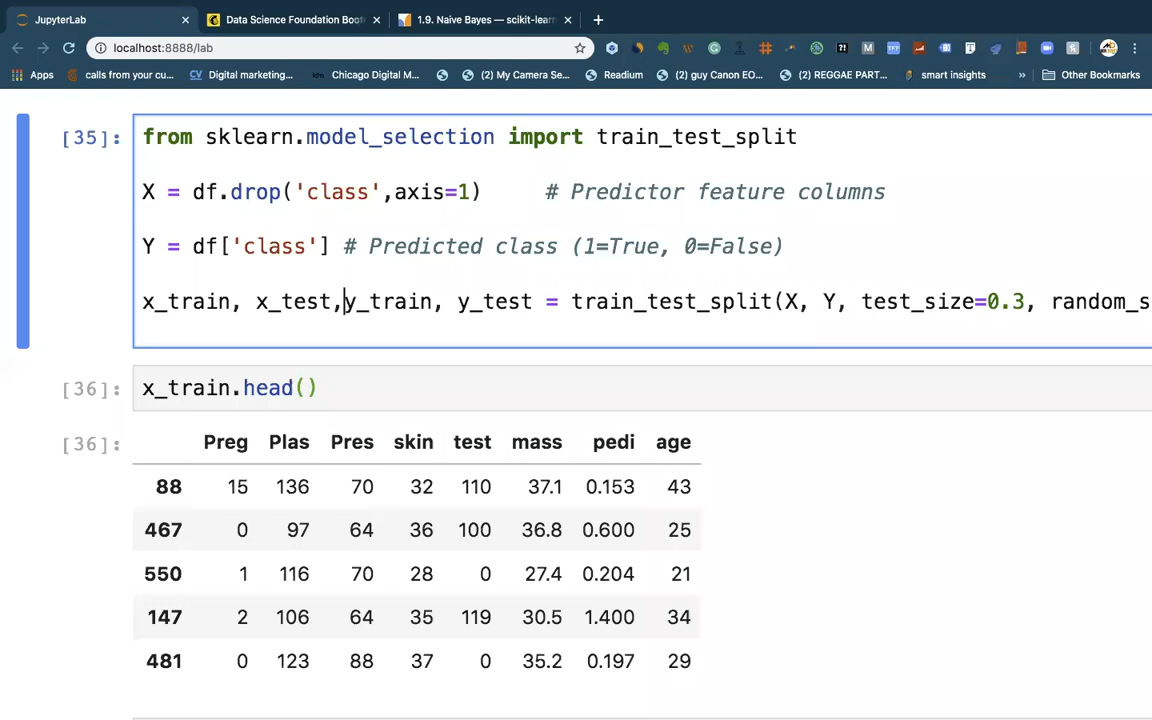 JupyterLab
Data Science Foundation Boot
1.9. Naive Bayes — scikit-lear
localhost:8888/lab
Apps
calls from your cu...
CV Digital marketing...
Chicago Digital M...
(2) My Camera Se...
Readium
(2) guy Canon EO...
(2) REGGAE PART...
smart insights
»
Other Bookmarks
[35]:
from sklearn.model_selection import train_test_split
X = df.drop('class',axis=1) # Predictor feature columns
Y = df['class'] # Predicted class (1=True, 0=False)
x_train, x_test,y_train, y_test = train_test_split(X, Y, test_size=0.3, random_s
[36]:
x_train.head()
[36]:
Preg Plas Pres skin test mass pedi age
88 15 136 70 32 110 37.1 0.153 43
467 0 97 64 36 100 36.8 0.600 25
550 1 116 70 28 0 27.4 0.204 21
147 2 106 64 35 119 30.5 1.400 34
481 0 123 88 37 0 35.2 0.197 29